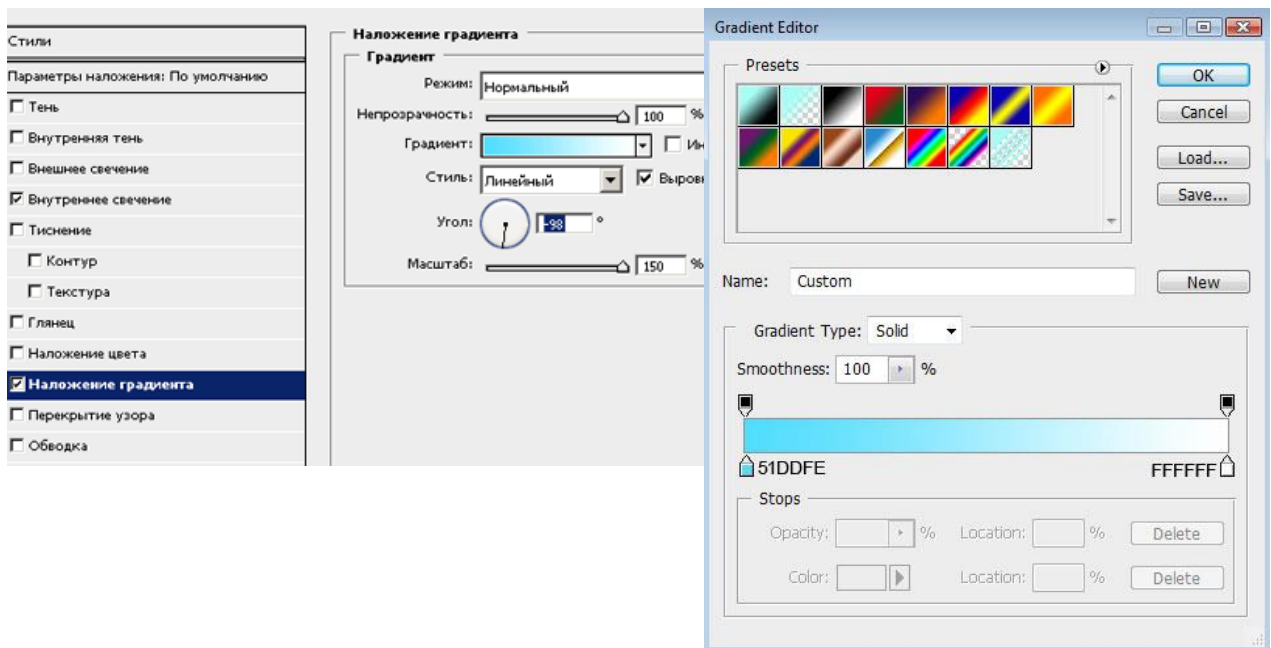 Стили
Параметры наложения: По умолчанию
Тень
Внутренняя тень
Внешнее свечение
Внутреннее свечение
Тиснение
Контур
Текстура
Глянец
Наложение цвета
Наложение градиента
Перекрытие узора
Обводка
Наложение градиента
Градиент
Режим: Нормальный
Непрозрачность: 100 %
Градиент: Ин
Стиль: Линейный Выровн
Угол: -98 °
Масштаб: 150 %
Gradient Editor
Presets
OK
Cancel
Load...
Save...
Name: Custom New
Gradient Type: Solid
Smoothness: 100 %
51DDFE FFFFFF
Stops
Opacity: % Location: % Delete
Color: Location: % Delete